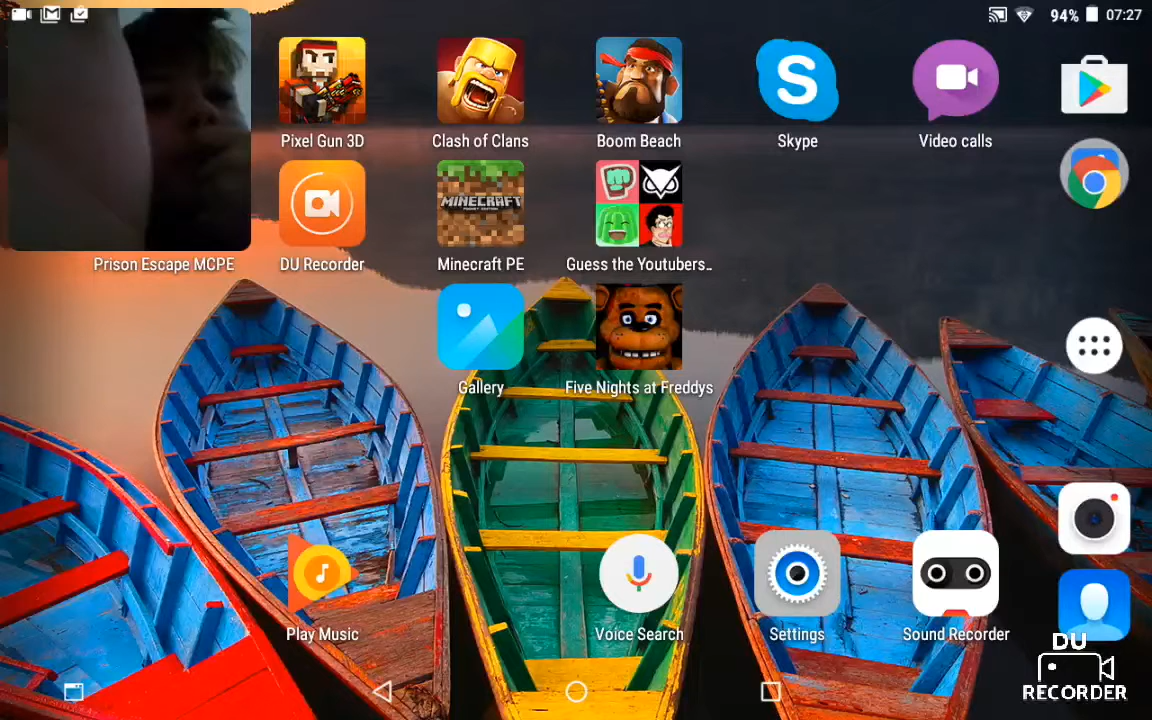 94% 07:27
Pixel Gun 3D
Clash of Clans
Boom Beach
Skype
Video calls
MINECRAFT
Prison Escape MCPE
DU Recorder
Minecraft PE
Guess the Youtubers..
Gallery
Five Nights at Freddys
Play Music
Voice Search
Settings
Sound Recorder
DU
RECORDER